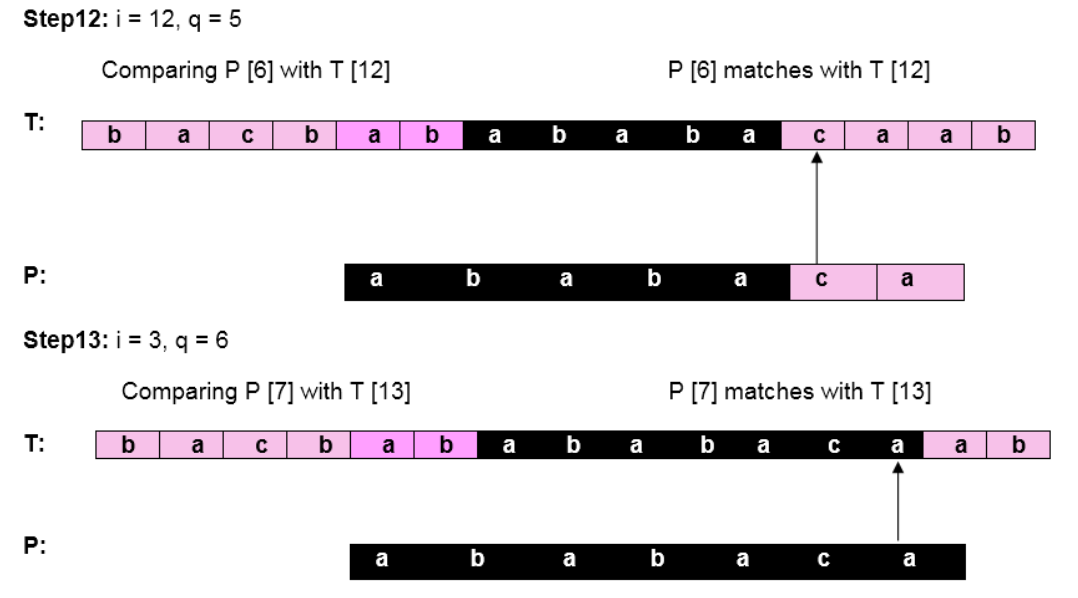 Step12: i = 12, q = 5
Comparing P [6] with T [12] P [6] matches with T [12]
T: b a c b a b a b a b a c a a b
P: a b a b a c a
Step13: i = 3, q = 6
Comparing P [7] with T [13] P [7] matches with T [13]
T: b a c b a b a b a b a c a a b
P: a b a b a c a